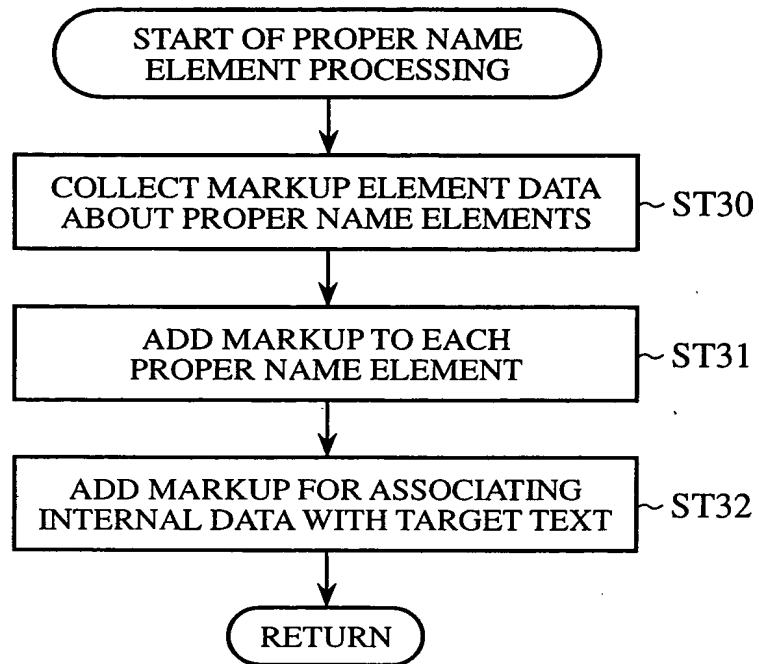 START OF PROPER NAME
ELEMENT PROCESSING
COLLECT MARKUP ELEMENT DATA
ABOUT PROPER NAME ELEMENTS
~ ST30
ADD MARKUP TO EACH
PROPER NAME ELEMENT
~ ST31
ADD MARKUP FOR ASSOCIATING
INTERNAL DATA WITH TARGET TEXT
~ ST32
RETURN